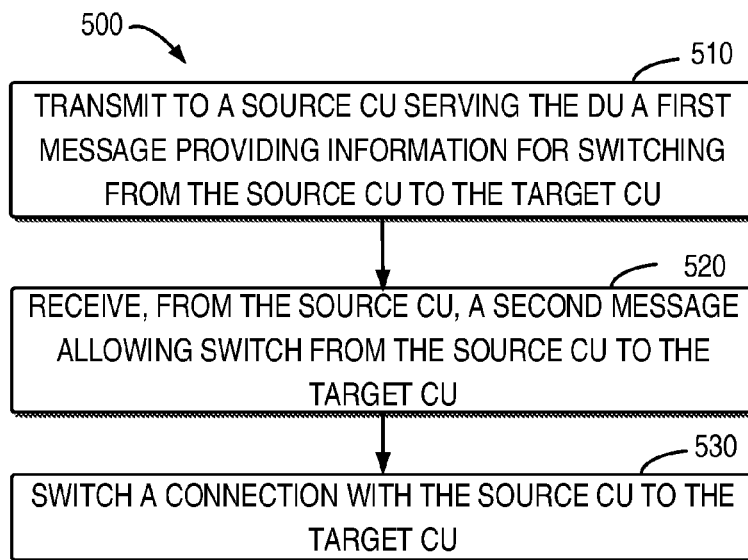 500
510
TRANSMIT TO A SOURCE CU SERVING THE DU A FIRST
MESSAGE PROVIDING INFORMATION FOR SWITCHING
FROM THE SOURCE CU TO THE TARGET CU
520
RECEIVE, FROM THE SOURCE CU, A SECOND MESSAGE
ALLOWING SWITCH FROM THE SOURCE CU TO THE
TARGET CU
530
SWITCH A CONNECTION WITH THE SOURCE CU TO THE
TARGET CU